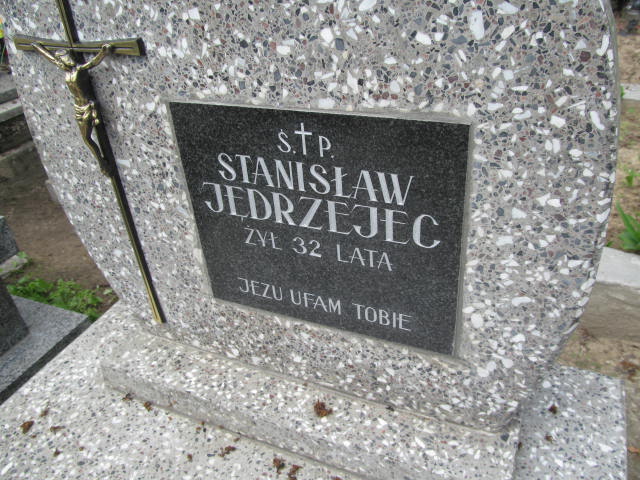 Ś.✝P.
STANISŁAW
JĘDRZEJEC
ŻYŁ 32 LATA
JEZU UFAM TOBIE